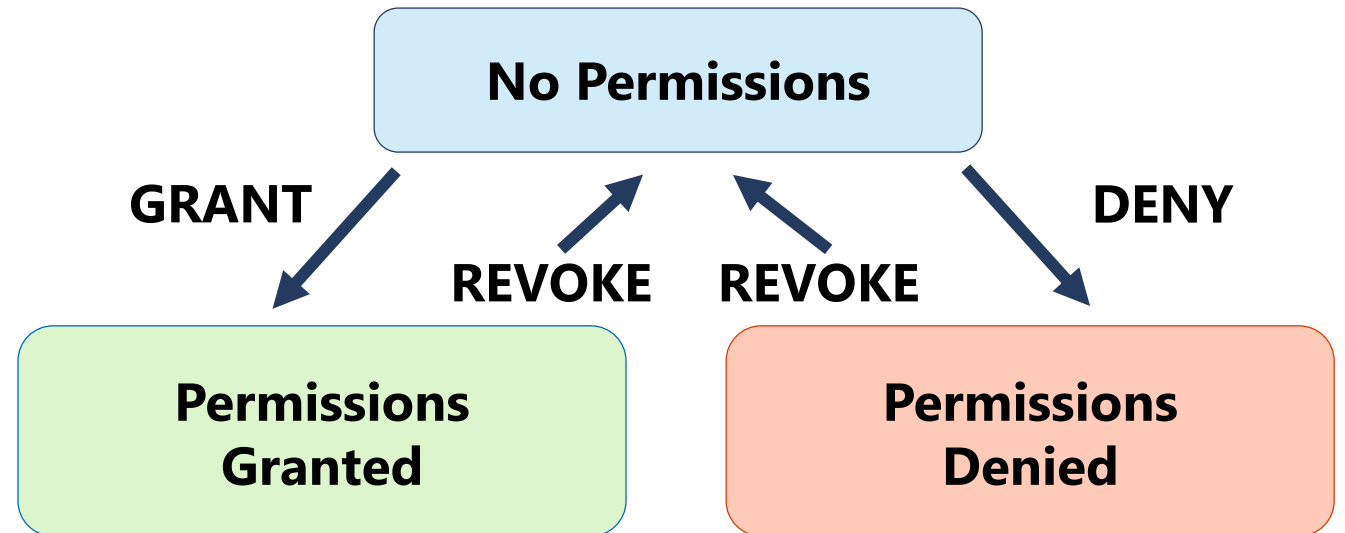 No Permissions
GRANT
DENY
REVOKE
REVOKE
Permissions
Granted
Permissions
Denied